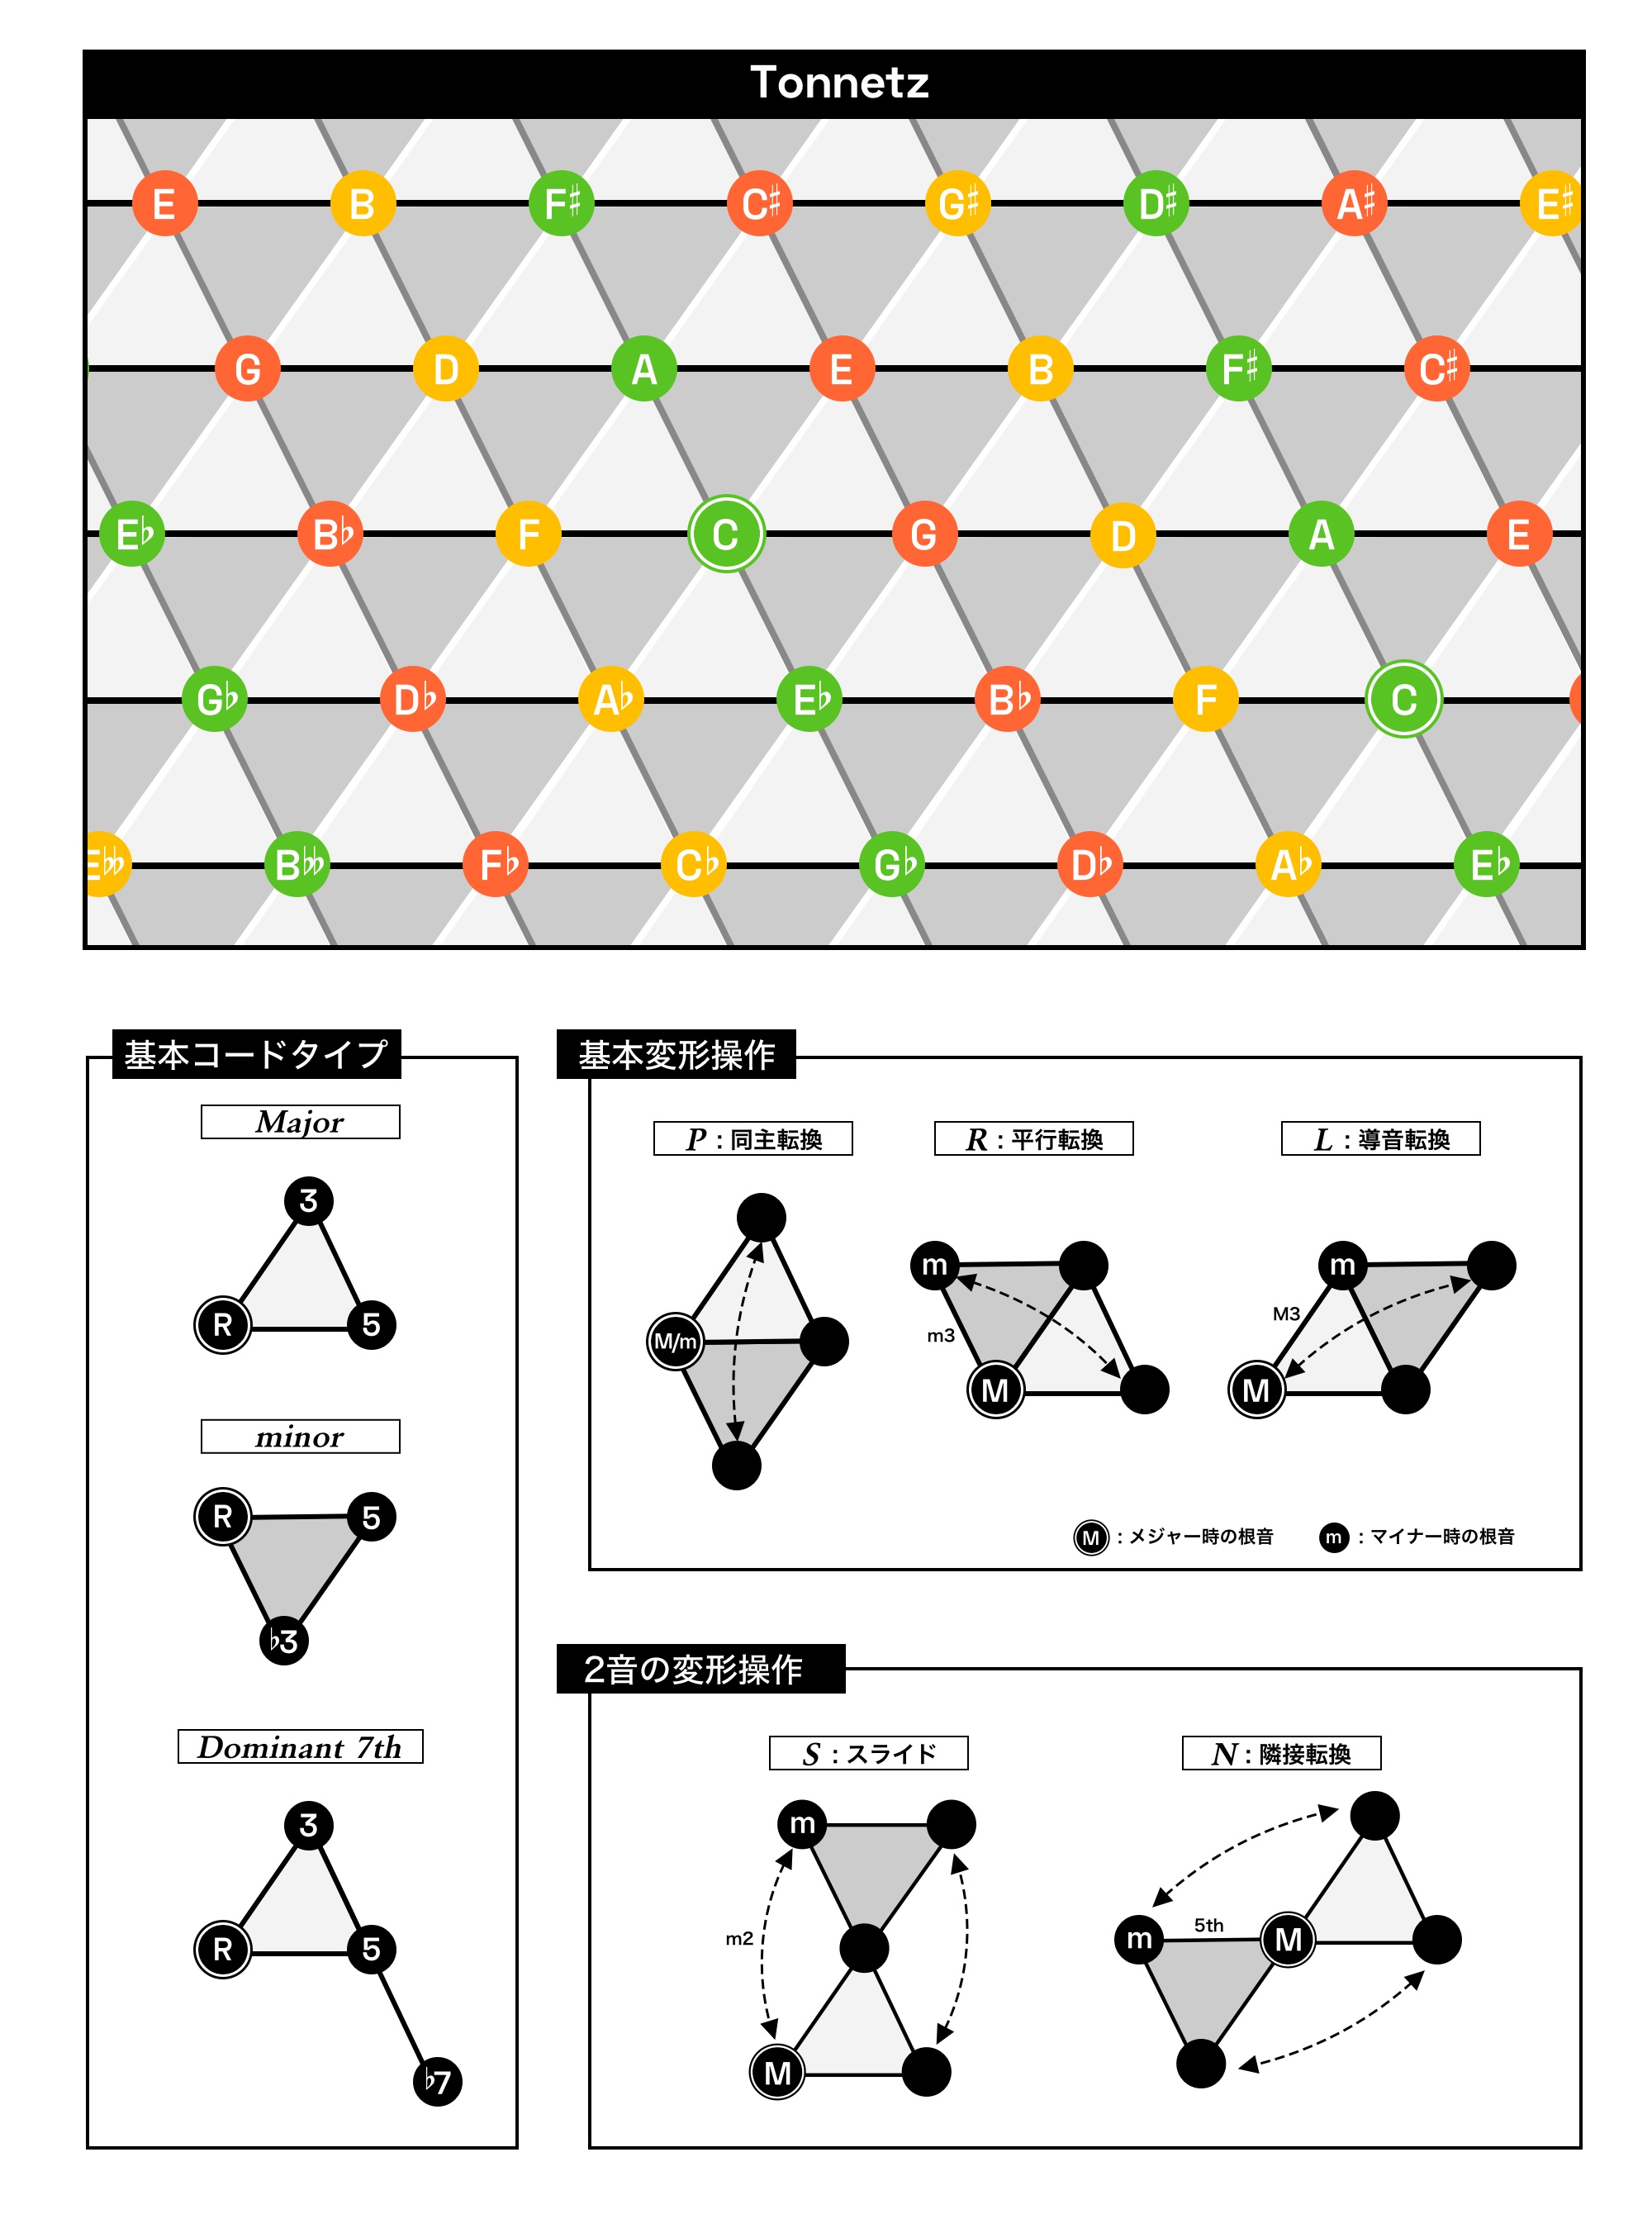 Tonnetz
E B F♯ C♯ G♯ D♯ A♯ E♯
G D A E B F♯ C♯
E♭ B♭ F C G D A E
G♭ D♭ A♭ E♭ B♭ F C
E𝄫 B𝄫 F♭ C♭ G♭ D♭ A♭ E♭
基本コードタイプ
Major
3
R 5
minor
R 5
♭3
Dominant 7th
3
R 5
♭7
基本変形操作
P：同主転換
M/m
R：平行転換
m
m3
M
L：導音転換
m
M3
M
M：メジャー時の根音
m：マイナー時の根音
2音の変形操作
S：スライド
m
m2
M
N：隣接転換
m 5th M